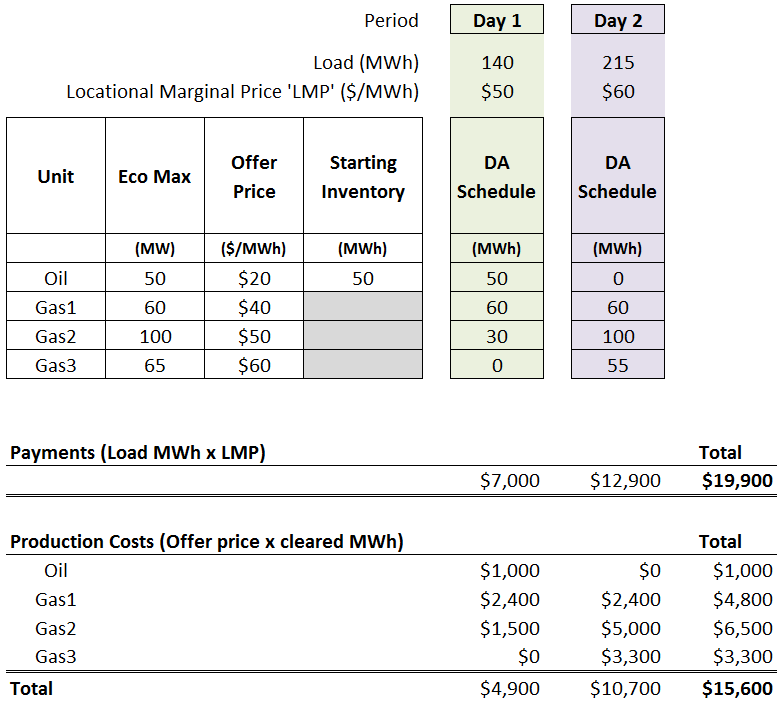 Period Day 1 Day 2
Load (MWh) 140 215
Locational Marginal Price 'LMP' ($/MWh) $50 $60
Unit Eco Max Offer Price Starting Inventory DA Schedule DA Schedule
(MW) ($/MWh) (MWh) (MWh) (MWh)
Oil 50 $20 50 50 0
Gas1 60 $40 60 60
Gas2 100 $50 30 100
Gas3 65 $60 0 55
Payments (Load MWh x LMP) Total
$7,000 $12,900 $19,900
Production Costs (Offer price x cleared MWh) Total
Oil $1,000 $0 $1,000
Gas1 $2,400 $2,400 $4,800
Gas2 $1,500 $5,000 $6,500
Gas3 $0 $3,300 $3,300
Total $4,900 $10,700 $15,600